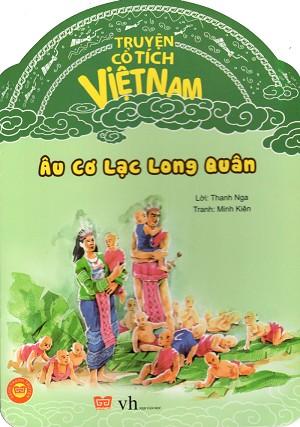 TRUYỆN
CỔ TÍCH
VIỆT NAM
ÂU CƠ LẠC LONG QUÂN
Lời: Thanh Nga
Tranh: Minh Kiên
vh